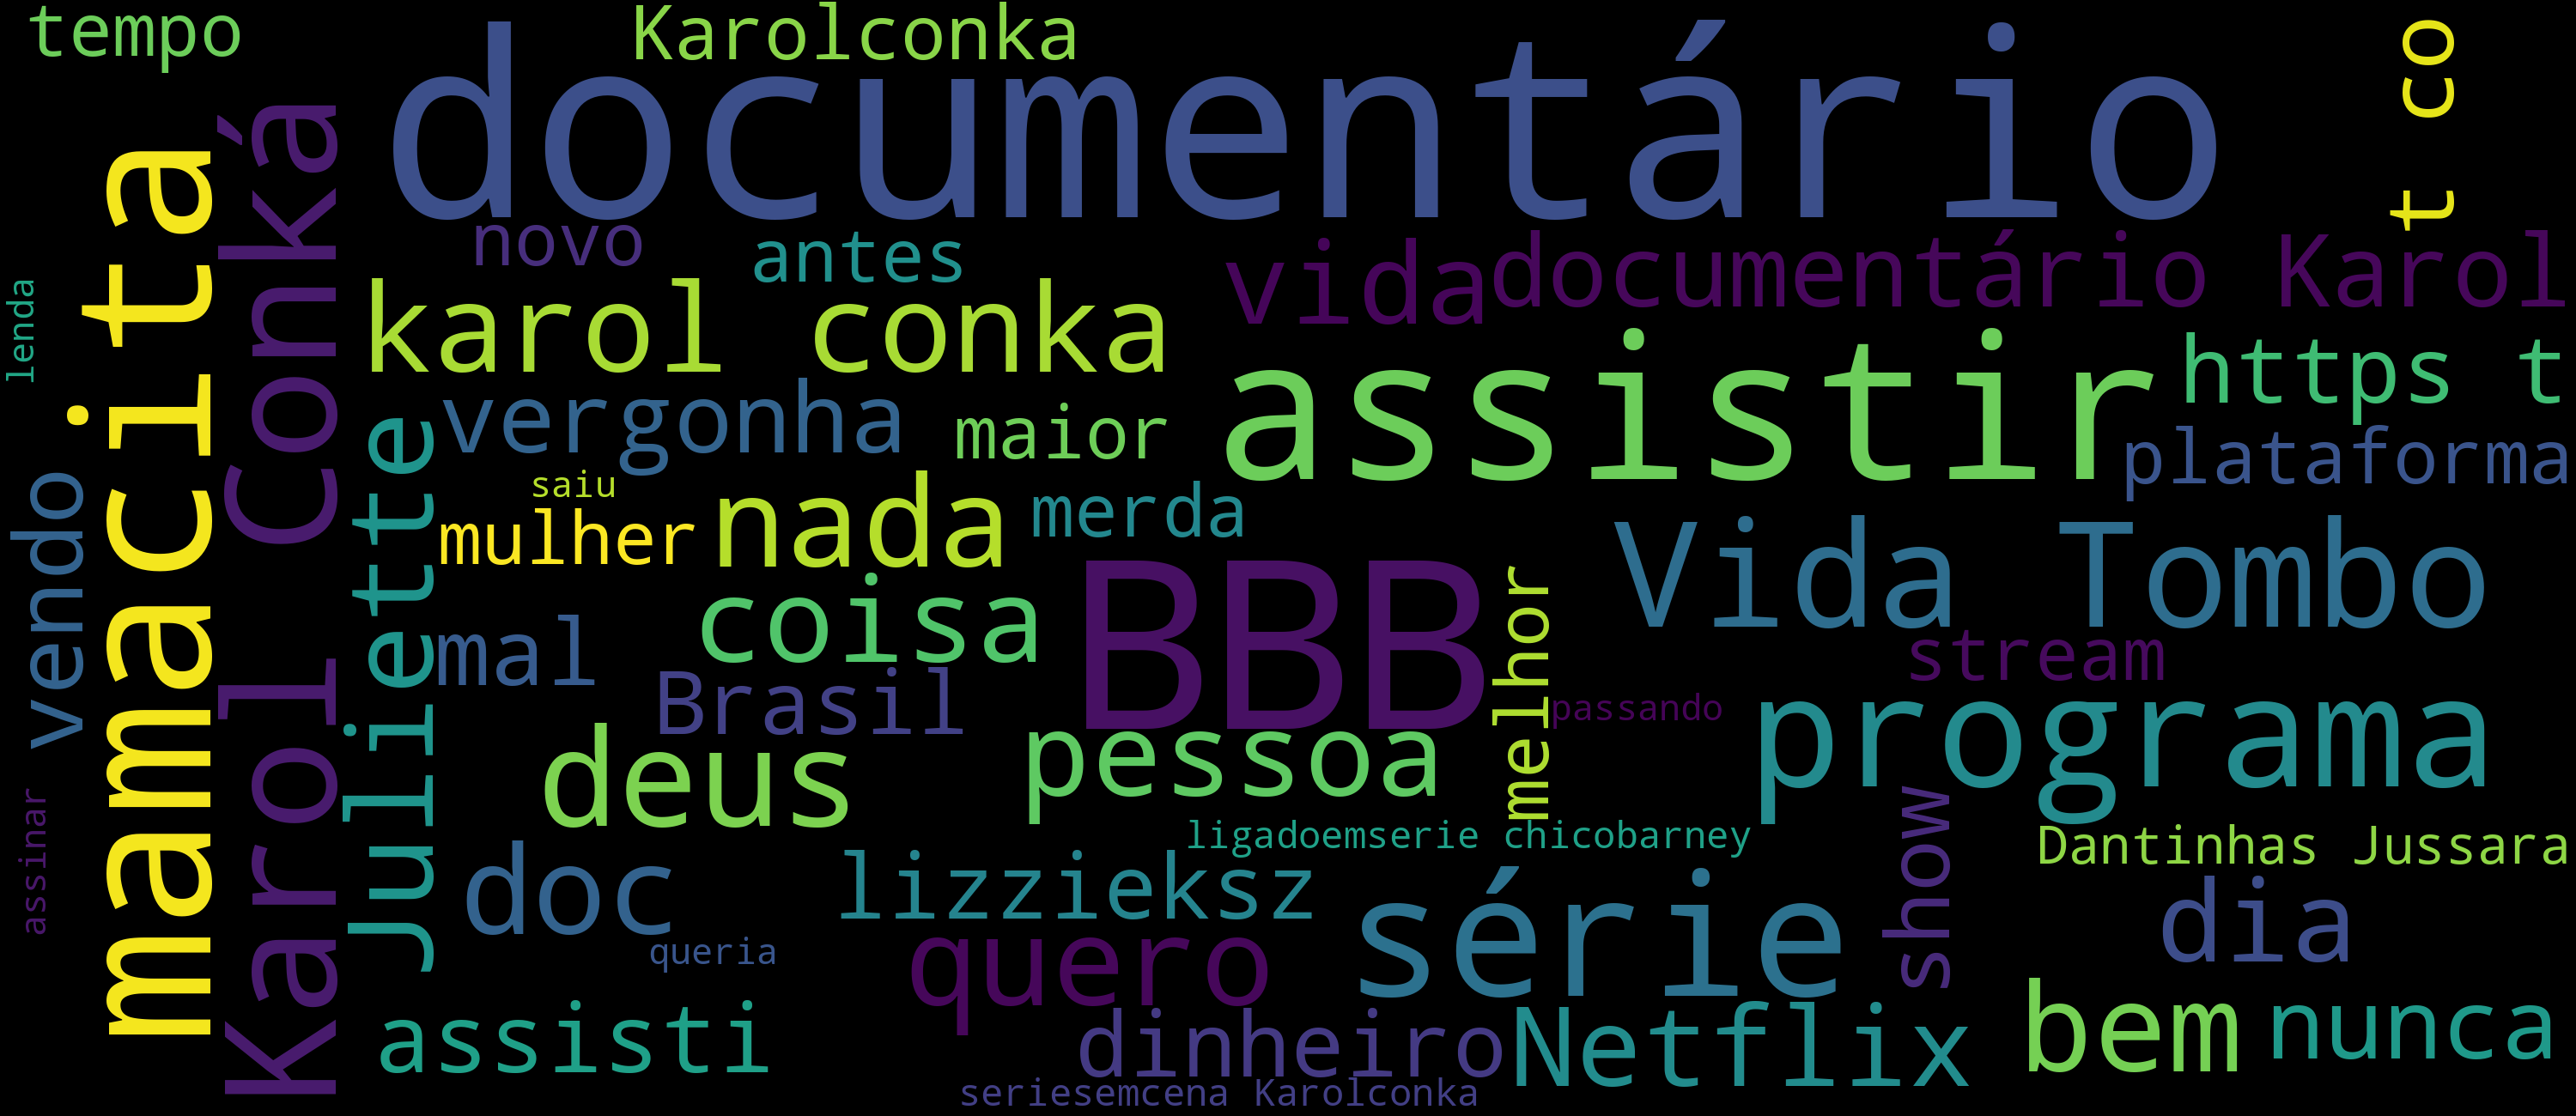 tempo
Karolconka
documentário
t co
mamacita
Karol Conká
novo
antes
vida
documentário Karol
lenda
karol conka
assistir
https t
vergonha
maior
plataforma
Juliette
vendo
saiu
nada
merda
mulher
BBB
Vida Tombo
melhor
coisa
mal
Brasil
stream
passando
programa
deus
pessoa
assinar
show
ligadoemserie chicobarney
Dantinhas Jussara
doc
lizzieksz
série
dia
queria
quero
assisti
dinheiro
Netflix
bem
nunca
seriesemcena Karolconka